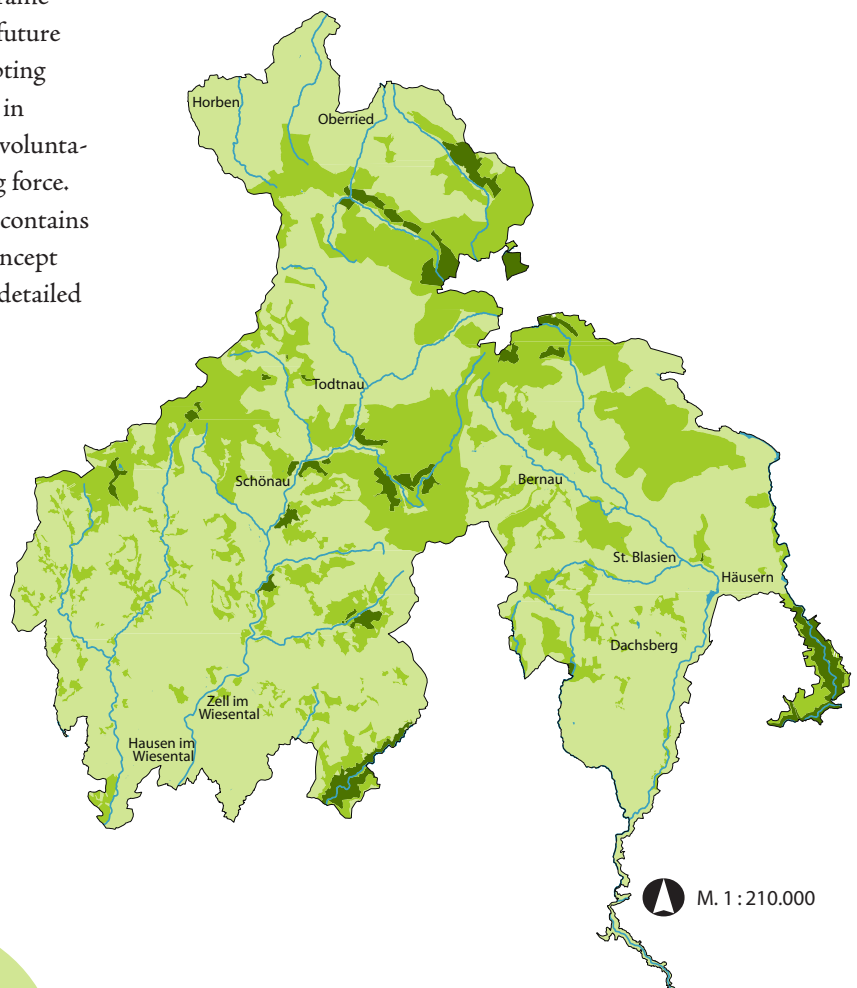 future
oting
in
volunta-
g force.
contains
ncept
detailed
Horben
Oberried
Todtnau
Schönau
Bernau
St. Blasien
Häusern
Dachsberg
Zell im
Wiesental
Hausen im
Wiesental
M. 1 : 210.000